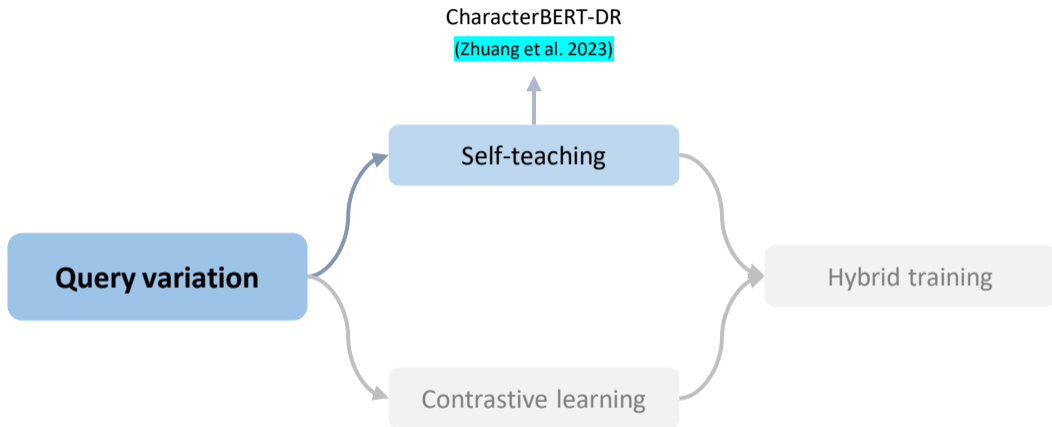 CharacterBERT-DR
(Zhuang et al. 2023)
Self-teaching
Query variation
Hybrid training
Contrastive learning